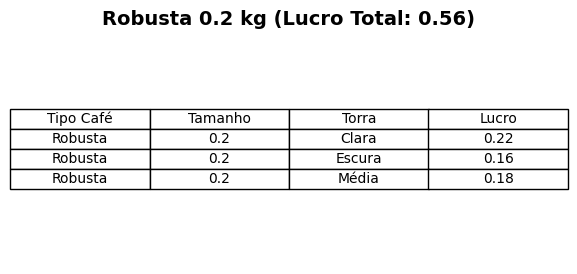 Robusta 0.2 kg (Lucro Total: 0.56)
Tipo Café Tamanho Torra Lucro
Robusta 0.2 Clara 0.22
Robusta 0.2 Escura 0.16
Robusta 0.2 Média 0.18